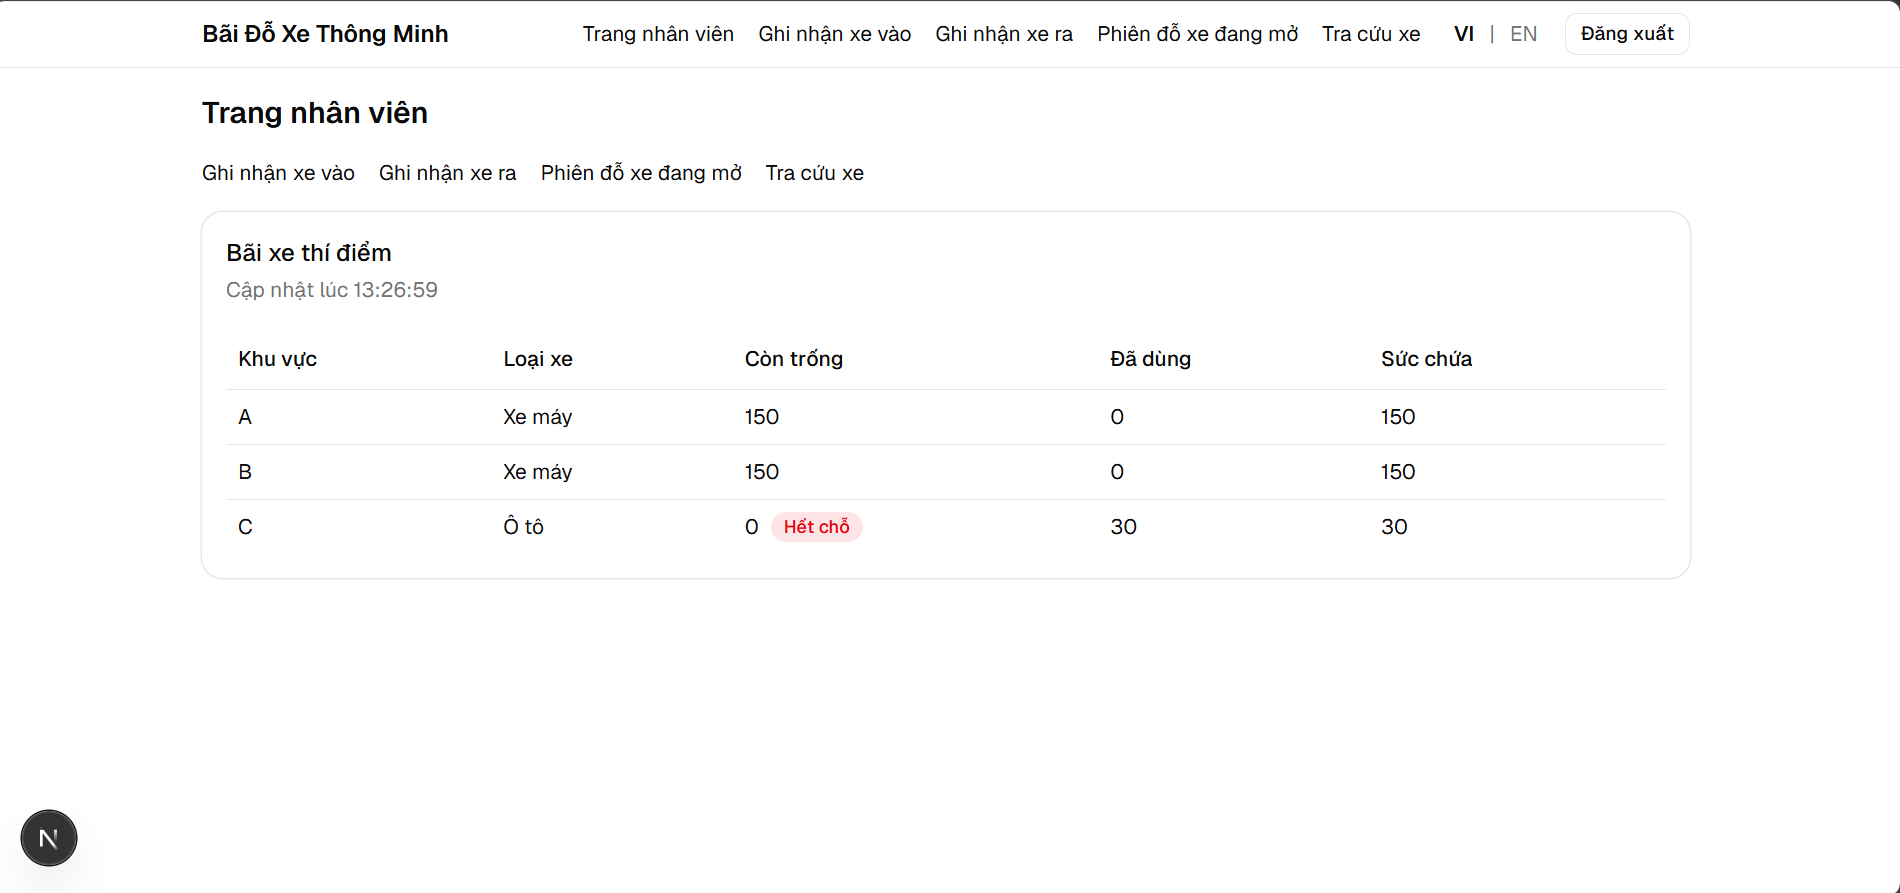 Bãi Đỗ Xe Thông Minh Trang nhân viên Ghi nhận xe vào Ghi nhận xe ra Phiên đỗ xe đang mở Tra cứu xe VI | EN Đăng xuất
Trang nhân viên
Ghi nhận xe vào Ghi nhận xe ra Phiên đỗ xe đang mở Tra cứu xe
Bãi xe thí điểm
Cập nhật lúc 13:26:59
Khu vực Loại xe Còn trống Đã dùng Sức chứa
A Xe máy 150 0 150
B Xe máy 150 0 150
C Ô tô 0 Hết chỗ 30 30
N